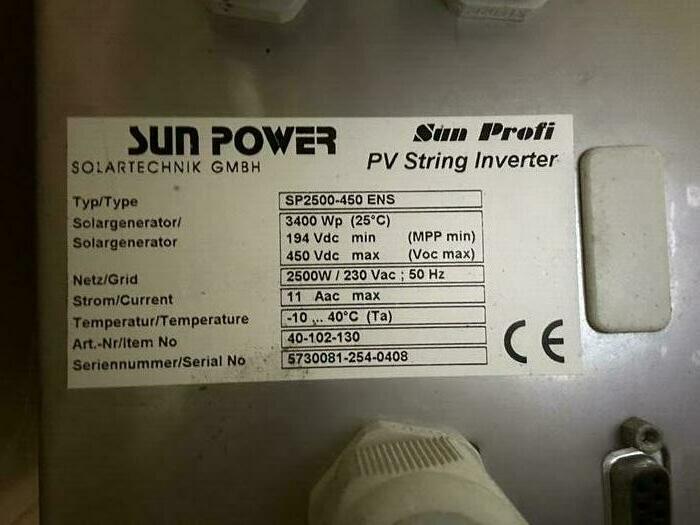 SUN POWER
SOLARTECHNIK GMBH
Sun Profi
PV String Inverter
Typ/Type SP2500-450 ENS
Solargenerator/ 3400 Wp (25°C)
Solargenerator 194 Vdc min (MPP min)
450 Vdc max (Voc max)
Netz/Grid 2500W / 230 Vac ; 50 Hz
Strom/Current 11 Aac max
Temperatur/Temperature -10 ... 40°C (Ta)
Art.-Nr/Item No 40-102-130
Seriennummer/Serial No 5730081-254-0408
CE